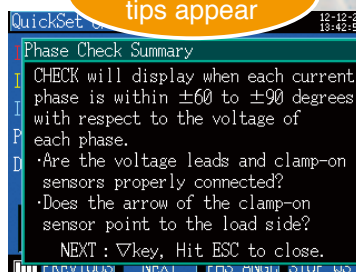 tips appear
QuickSet
12-12-2
13:42:5
Phase Check Summary
CHECK will display when each current
phase is within ±60 to ±90 degrees
with respect to the voltage of
each phase.
·Are the voltage leads and clamp-on
sensors properly connected?
·Does the arrow of the clamp-on
sensor point to the load side?
NEXT : ▽key, Hit ESC to close.